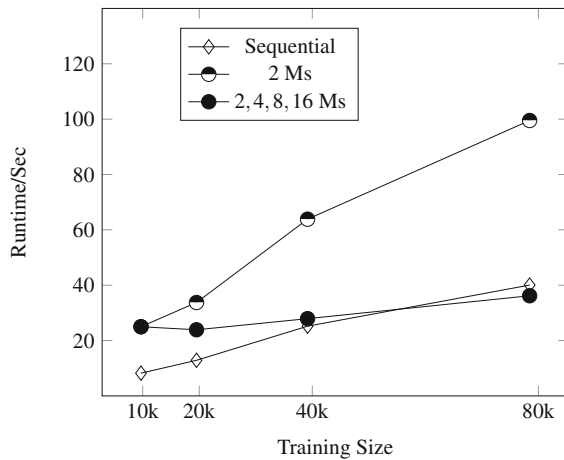 Sequential
2 Ms
2, 4, 8, 16 Ms
Runtime/Sec
120
100
80
60
40
20
10k 20k 40k 80k
Training Size